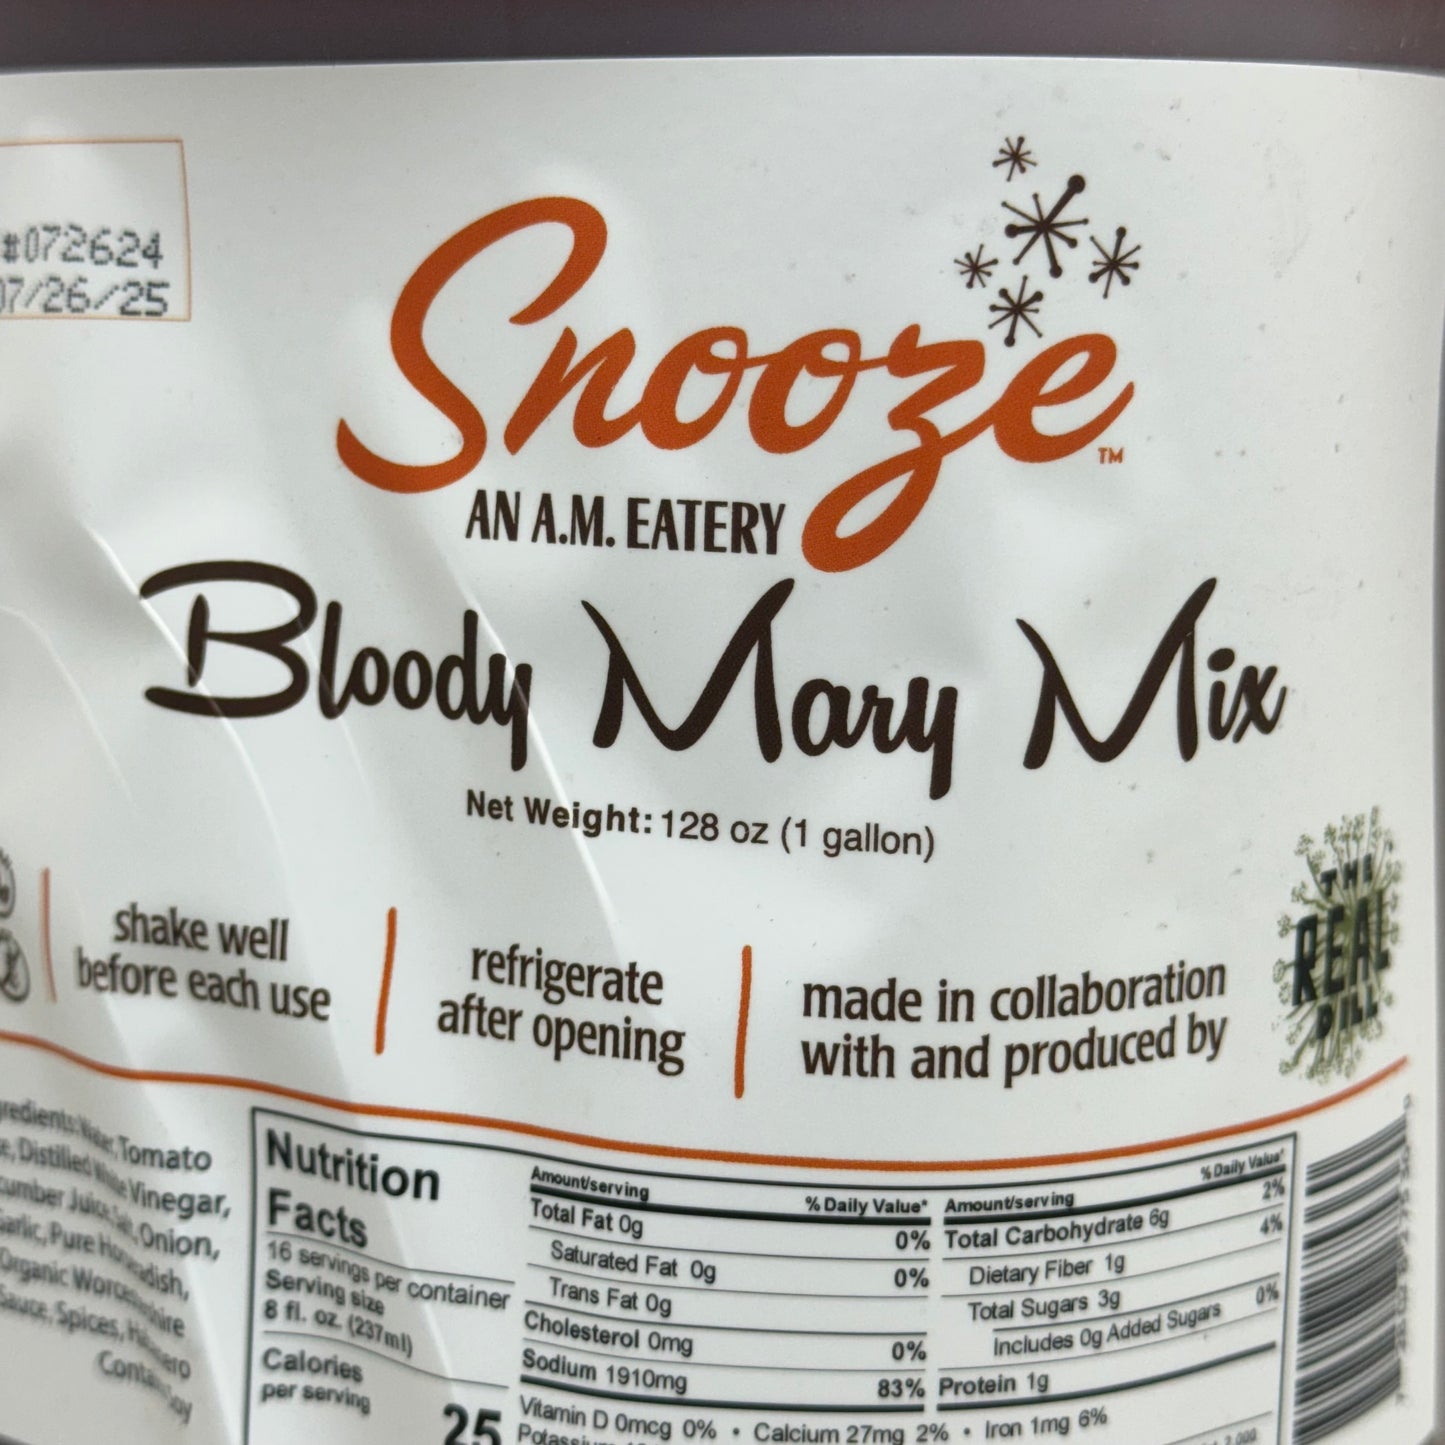 #072624
07/26/25
Snooze™
AN A.M. EATERY
Bloody Mary Mix
Net Weight: 128 oz (1 gallon)
shake well
before each use
refrigerate
after opening
made in collaboration
with and produced by
THE
REAL
DILL
Tomato
Distilled White Vinegar,
Juice, Salt, Onion,
Garlic, Pure Horseradish,
Organic Worcestershire
Sauce, Spices,
Contains Soy
Nutrition
Facts
16 servings per container
Serving size
8 fl. oz. (237ml)
Calories
per serving
25
Amount/serving % Daily Value*
Total Fat 0g 0%
Saturated Fat 0g 0%
Trans Fat 0g
Cholesterol 0mg 0%
Sodium 1910mg 83%
Amount/serving % Daily Value*
Total Carbohydrate 6g 2%
Dietary Fiber 1g 4%
Total Sugars 3g
Includes 0g Added Sugars 0%
Protein 1g
Vitamin D 0mcg 0% • Calcium 27mg 2% • Iron 1mg 6%